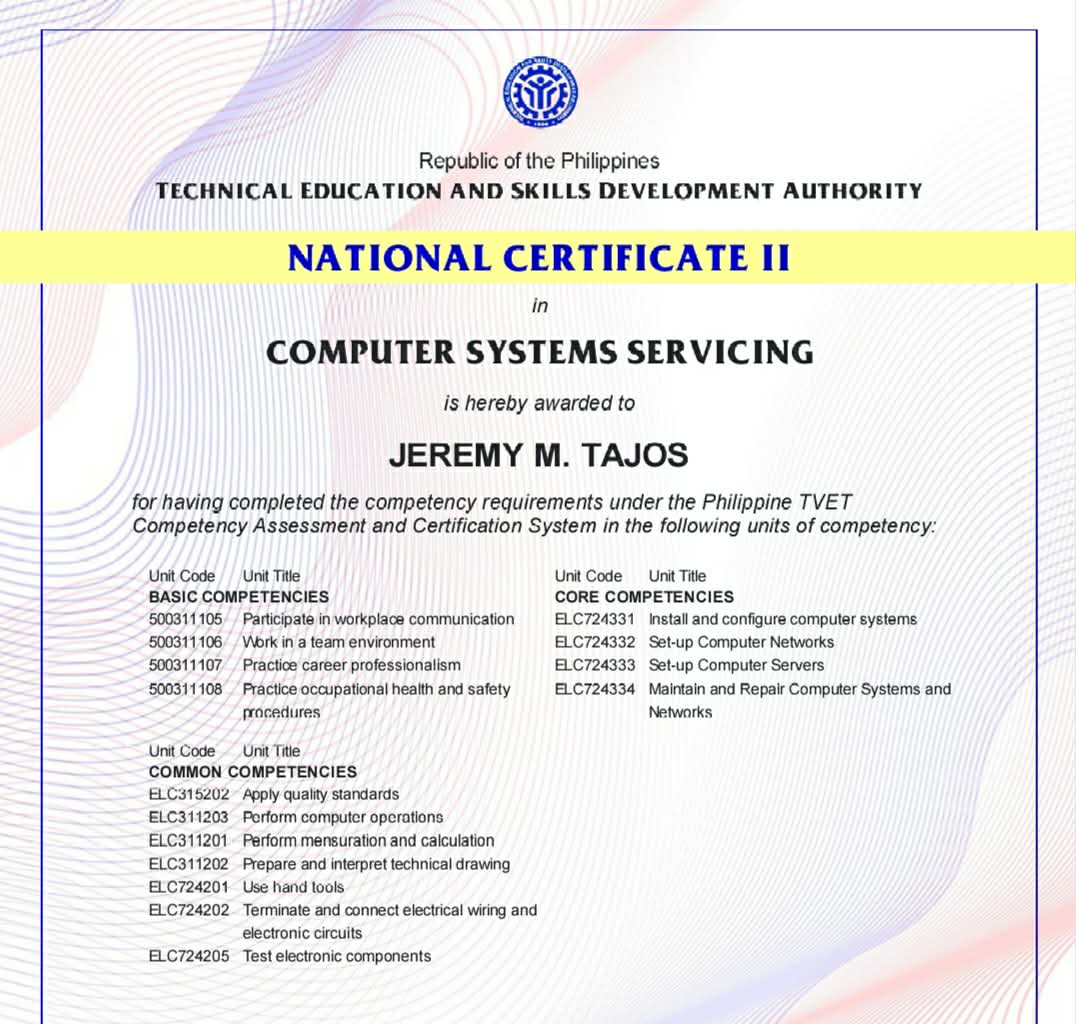 Republic of the Philippines
TECHNICAL EDUCATION AND SKILLS DEVELOPMENT AUTHORITY
NATIONAL CERTIFICATE II
in
COMPUTER SYSTEMS SERVICING
is hereby awarded to
JEREMY M. TAJOS
for having completed the competency requirements under the Philippine TVET
Competency Assessment and Certification System in the following units of competency:
Unit Code Unit Title
BASIC COMPETENCIES
500311105 Participate in workplace communication
500311106 Work in a team environment
500311107 Practice career professionalism
500311108 Practice occupational health and safety
procedures
Unit Code Unit Title
CORE COMPETENCIES
ELC724331 Install and configure computer systems
ELC724332 Set-up Computer Networks
ELC724333 Set-up Computer Servers
ELC724334 Maintain and Repair Computer Systems and
Networks
Unit Code Unit Title
COMMON COMPETENCIES
ELC315202 Apply quality standards
ELC311203 Perform computer operations
ELC311201 Perform mensuration and calculation
ELC311202 Prepare and interpret technical drawing
ELC724201 Use hand tools
ELC724202 Terminate and connect electrical wiring and
electronic circuits
ELC724205 Test electronic components